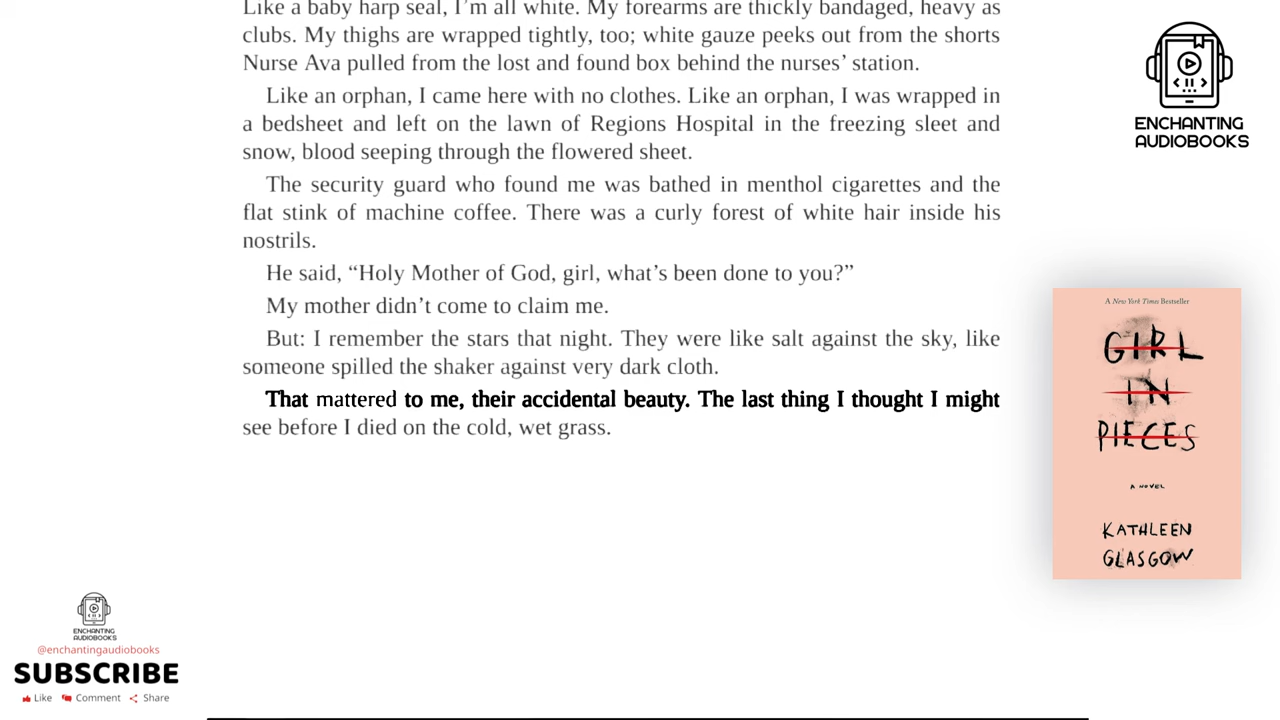 Like a baby harp seal, I'm all white. My forearms are thickly bandaged, heavy as
clubs. My thighs are wrapped tightly, too; white gauze peeks out from the shorts
Nurse Ava pulled from the lost and found box behind the nurses' station.
Like an orphan, I came here with no clothes. Like an orphan, I was wrapped in
a bedsheet and left on the lawn of Regions Hospital in the freezing sleet and
snow, blood seeping through the flowered sheet.
The security guard who found me was bathed in menthol cigarettes and the
flat stink of machine coffee. There was a curly forest of white hair inside his
nostrils.
He said, “Holy Mother of God, girl, what's been done to you?”
My mother didn't come to claim me.
But: I remember the stars that night. They were like salt against the sky, like
someone spilled the shaker against very dark cloth.
That mattered to me, their accidental beauty. The last thing I thought I might
see before I died on the cold, wet grass.
ENCHANTING
AUDIOBOOKS
A New York Times Bestseller
GIRL
IN
PIECES
A NOVEL
KATHLEEN
GLASGOW
ENCHANTING
AUDIOBOOKS
@enchantingaudiobooks
SUBSCRIBE
Like Comment Share